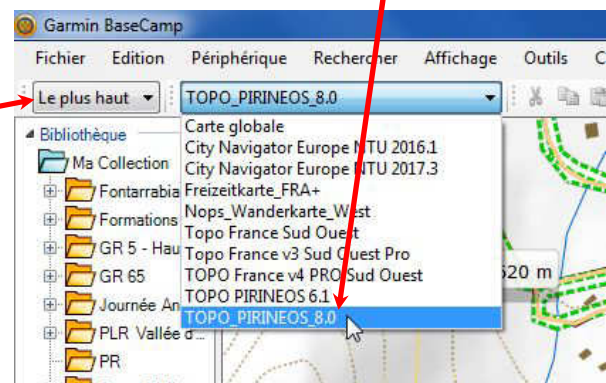 Garmin BaseCamp
Fichier Edition Périphérique Rechercher Affichage Outils C
Le plus haut TOPO_PIRINEOS_8.0
Carte globale
City Navigator Europe NTU 2016.1
City Navigator Europe NTU 2017.3
Freizeitkarte_FRA+
Nops_Wanderkarte_West
Topo France Sud Ouest
Topo France v3 Sud Ouest Pro
TOPO France v4 PRO Sud Ouest
TOPO PIRINEOS 6.1
TOPO_PIRINEOS_8.0
Bibliothèque
Ma Collection
Fontarrabia
Formations
GR 5 - Hau
GR 65
Journée An
PLR Vallée d...
PR
520 m